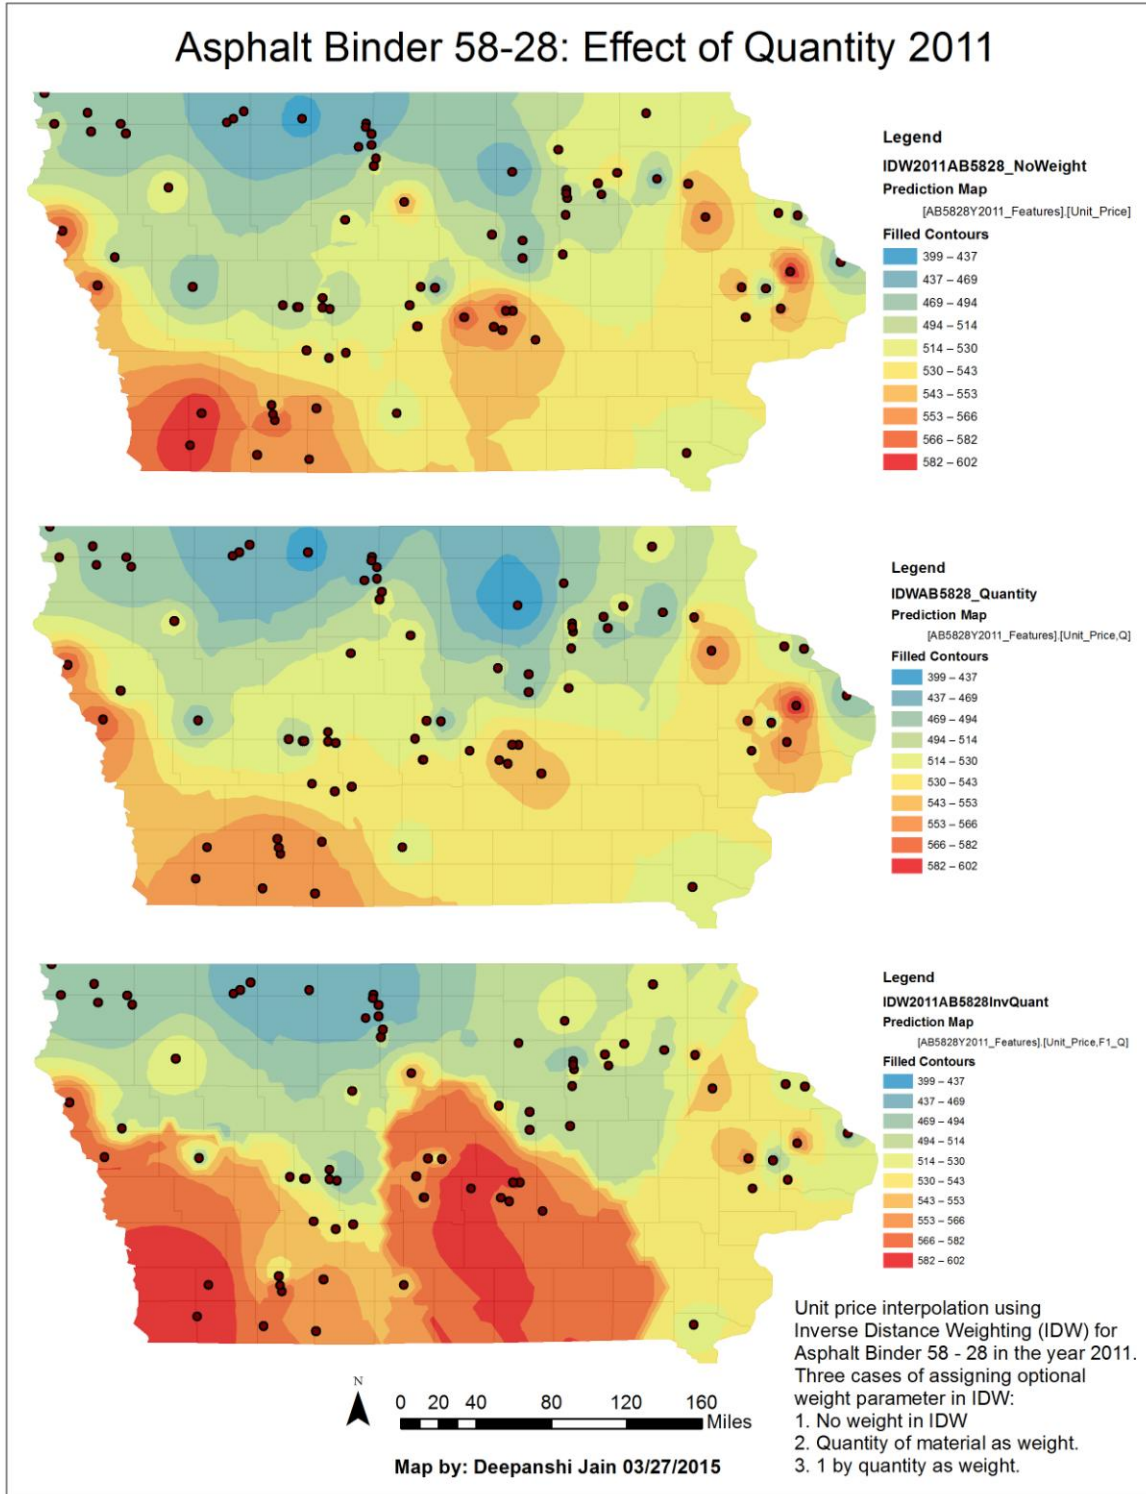 Asphalt Binder 58-28: Effect of Quantity 2011
Legend
IDW2011AB5828_NoWeight
Prediction Map
[AB5828Y2011_Features].[Unit_Price]
Filled Contours
399 – 437
437 – 469
469 – 494
494 – 514
514 – 530
530 – 543
543 – 553
553 – 566
566 – 582
582 – 602
Legend
IDWAB5828_Quantity
Prediction Map
[AB5828Y2011_Features].[Unit_Price,Q]
Filled Contours
399 – 437
437 – 469
469 – 494
494 – 514
514 – 530
530 – 543
543 – 553
553 – 566
566 – 582
582 – 602
Legend
IDW2011AB5828InvQuant
Prediction Map
[AB5828Y2011_Features].[Unit_Price,F1_Q]
Filled Contours
399 – 437
437 – 469
469 – 494
494 – 514
514 – 530
530 – 543
543 – 553
553 – 566
566 – 582
582 – 602
Unit price interpolation using
Inverse Distance Weighting (IDW) for
Asphalt Binder 58 - 28 in the year 2011.
Three cases of assigning optional
weight parameter in IDW:
1. No weight in IDW
2. Quantity of material as weight.
3. 1 by quantity as weight.
N
0 20 40 80 120 160
Miles
Map by: Deepanshi Jain 03/27/2015